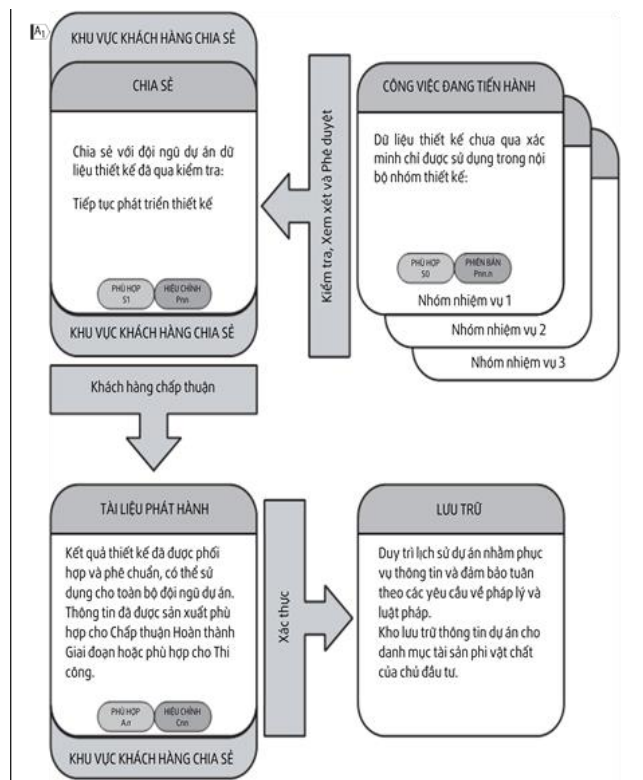 A₁
KHU VỰC KHÁCH HÀNG CHIA SẺ
CHIA SẺ
Chia sẻ với đội ngũ dự án dữ
liệu thiết kế đã qua kiểm tra:
Tiếp tục phát triển thiết kế
PHÙ HỢP
S1
HIỆU CHỈNH
Pnn
KHU VỰC KHÁCH HÀNG CHIA SẺ
Kiểm tra, Xem xét và Phê duyệt
CÔNG VIỆC ĐANG TIẾN HÀNH
Dữ liệu thiết kế chưa qua xác
minh chỉ được sử dụng trong nội
bộ nhóm thiết kế:
PHÙ HỢP
S0
PHIÊN BẢN
Pnn.n
Nhóm nhiệm vụ 1
Nhóm nhiệm vụ 2
Nhóm nhiệm vụ 3
Khách hàng chấp thuận
TÀI LIỆU PHÁT HÀNH
Kết quả thiết kế đã được phối
hợp và phê chuẩn, có thể sử
dụng cho toàn bộ đội ngũ dự án.
Thông tin đã được sản xuất phù
hợp cho Chấp thuận Hoàn thành
Giai đoạn hoặc phù hợp cho Thi
công.
PHÙ HỢP
An
HIỆU CHỈNH
Cnn
KHU VỰC KHÁCH HÀNG CHIA SẺ
Xác thực
LƯU TRỮ
Duy trì lịch sử dự án nhằm phục
vụ thông tin và đảm bảo tuân
theo các yêu cầu về pháp lý và
luật pháp.
Kho lưu trữ thông tin dự án cho
danh mục tài sản phi vật chất
của chủ đầu tư.